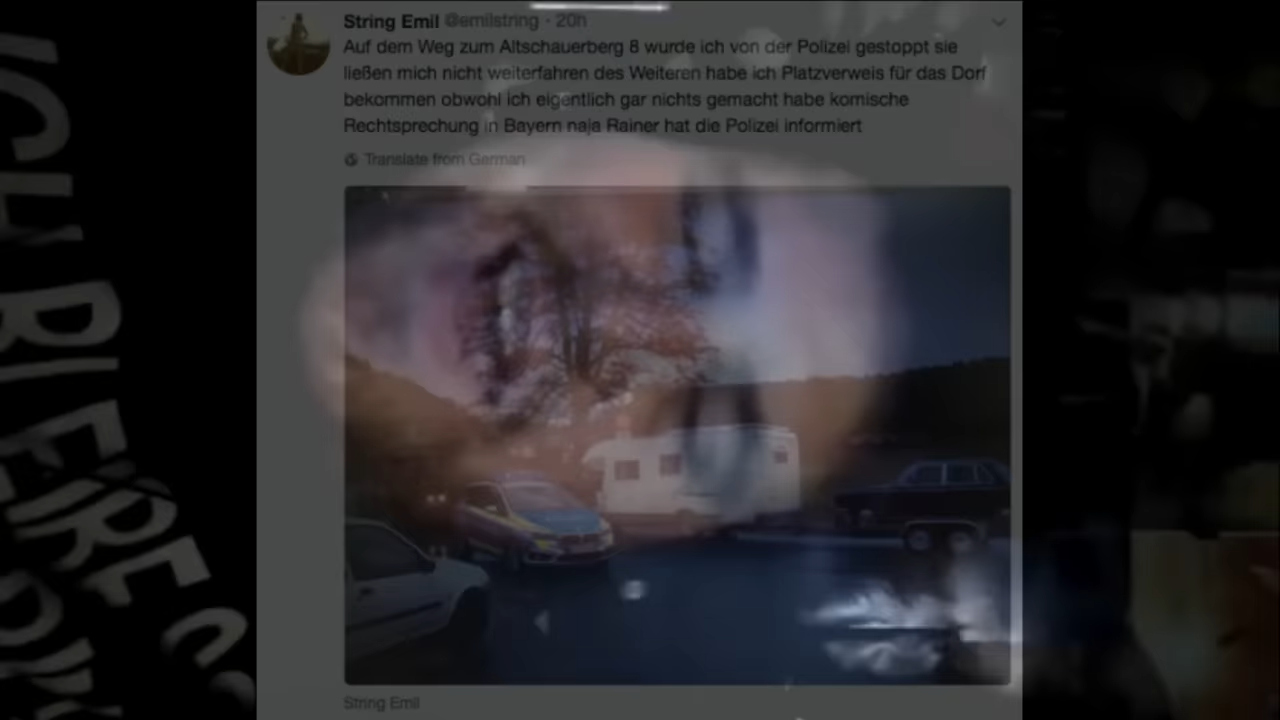 String Emil @emilstring · 20h
Auf dem Weg zum Altschauerberg 8 wurde ich von der Polizei gestoppt sie
ließen mich nicht weiterfahren des Weiteren habe ich Platzverweis für das Dorf
bekommen obwohl ich eigentlich gar nichts gemacht habe komische
Rechtsprechung in Bayern naja Rainer hat die Polizei informiert
Translate from German
String Emil
ICH